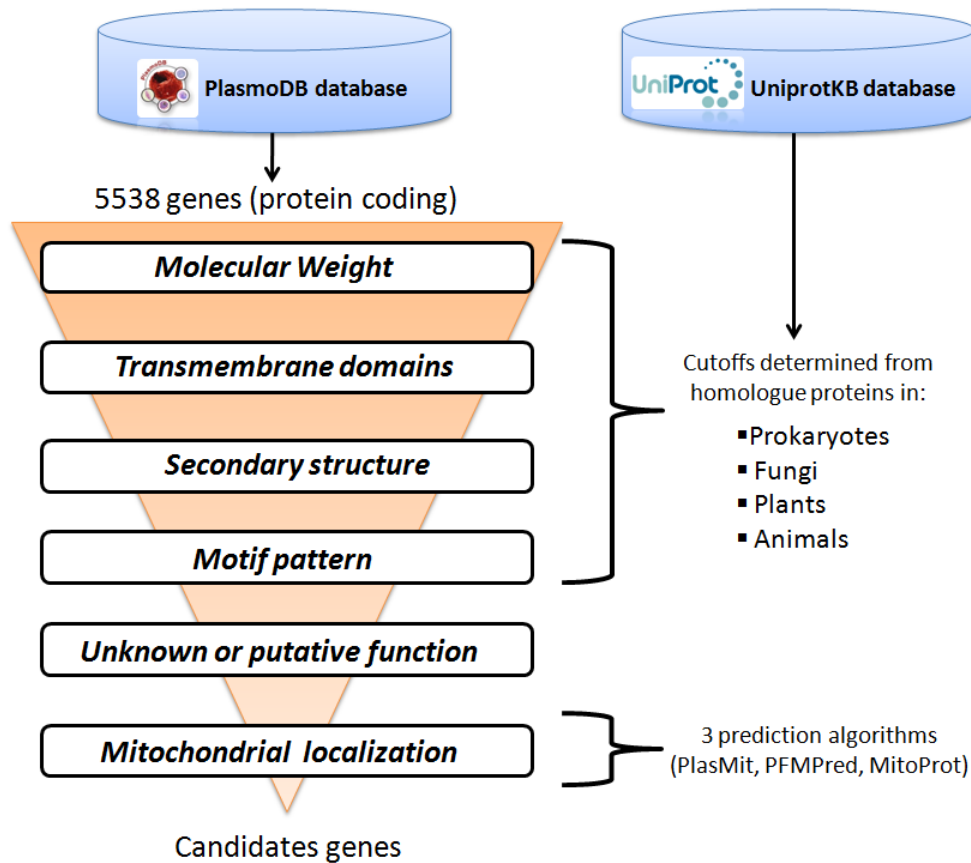 PlasmoDB
PlasmoDB database
UniProt
UniprotKB database
5538 genes (protein coding)
Molecular Weight
Transmembrane domains
Secondary structure
Motif pattern
Unknown or putative function
Mitochondrial localization
Candidates genes
Cutoffs determined from
homologue proteins in:
▪Prokaryotes
▪ Fungi
▪ Plants
▪ Animals
3 prediction algorithms
(PlasMit, PFMPred, MitoProt)